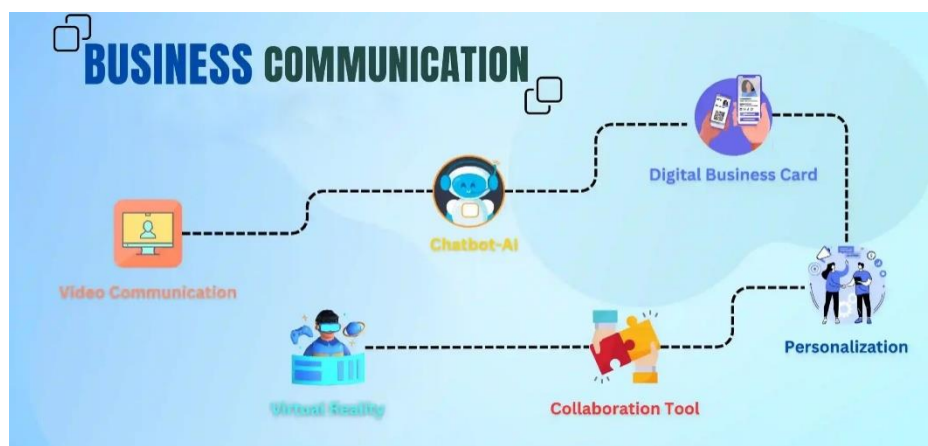 BUSINESS COMMUNICATION
Digital Business Card
Chatbot-Ai
Video Communication
Personalization
Virtual Reality
Collaboration Tool